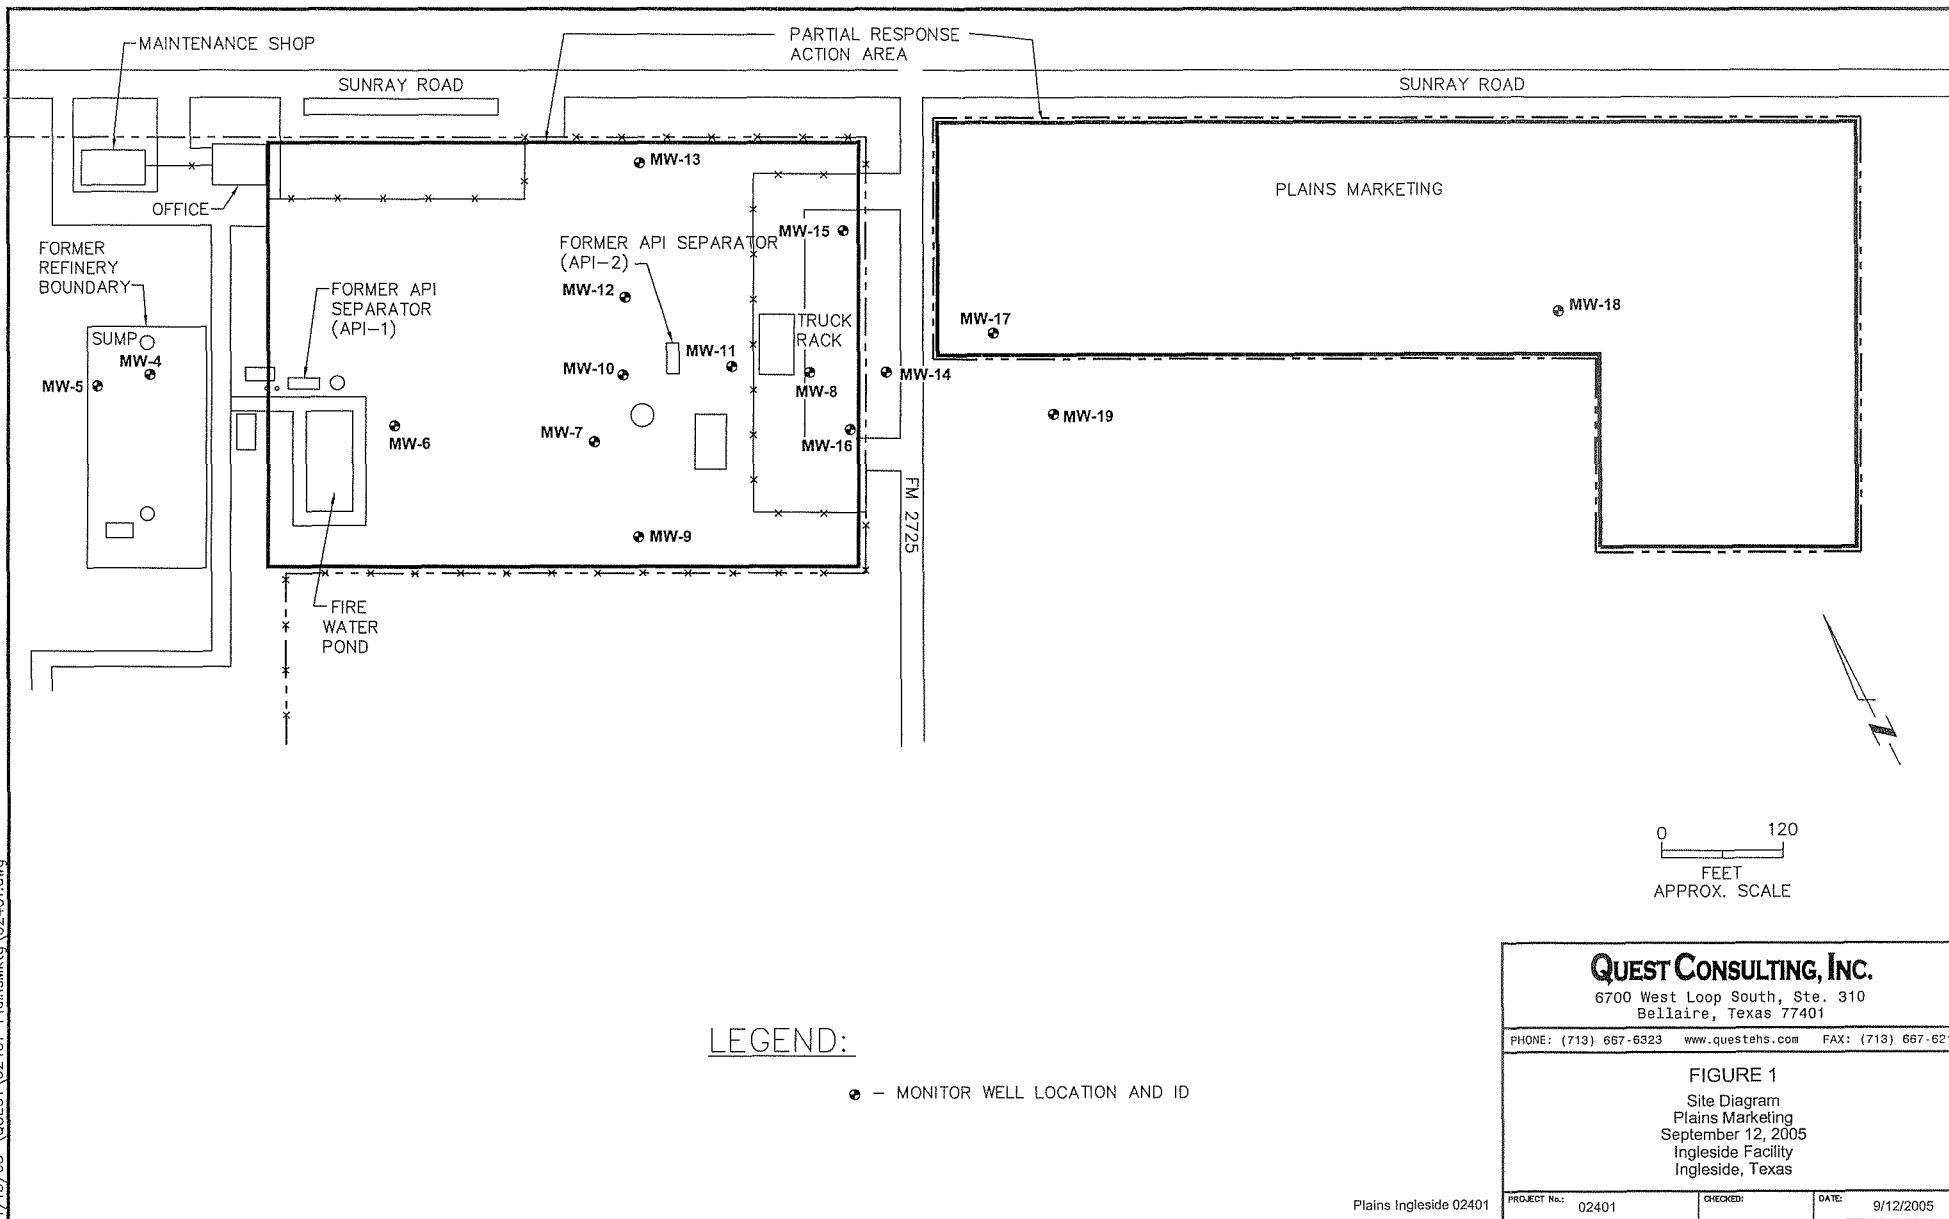 MAINTENANCE SHOP
PARTIAL RESPONSE
ACTION AREA
SUNRAY ROAD
SUNRAY ROAD
MW-13
PLAINS MARKETING
OFFICE
FORMER
REFINERY
BOUNDARY
FORMER API SEPARATOR
(API-2)
MW-15
FORMER API
SEPARATOR
(API-1)
MW-12
MW-18
MW-17
TRUCK
RACK
SUMP
MW-4
MW-5
MW-11
MW-10
MW-8
MW-14
MW-19
MW-6
MW-7
MW-16
FM 2725
MW-9
FIRE
WATER
POND
N
0 120
FEET
APPROX. SCALE
LEGEND:
- MONITOR WELL LOCATION AND ID
QUEST CONSULTING, INC.
6700 West Loop South, Ste. 310
Bellaire, Texas 77401
PHONE: (713) 667-6323 www.questehs.com FAX: (713) 667-62
FIGURE 1
Site Diagram
Plains Marketing
September 12, 2005
Ingleside Facility
Ingleside, Texas
Plains Ingleside 02401
PROJECT No.: 02401 CHECKED: DATE: 9/12/2005